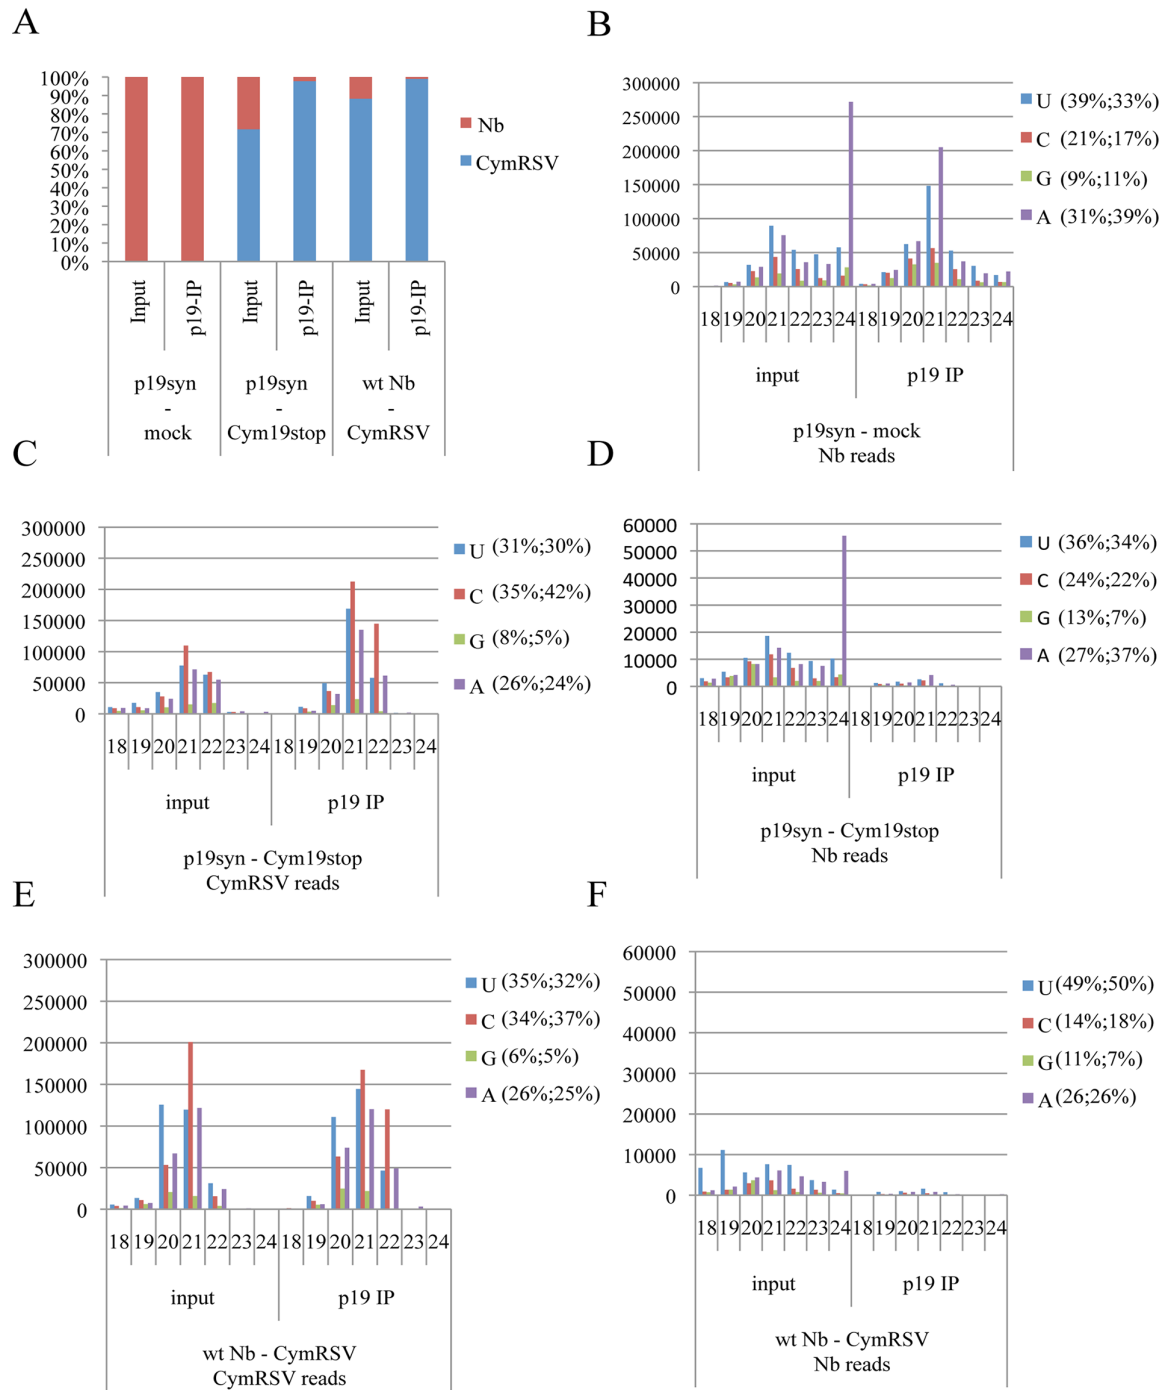 A
100%
90%
80%
70%
60%
50%
40%
30%
20%
10%
0%
Nb
CymRSV
Input
p19-IP
Input
p19-IP
Input
p19-IP
p19syn
-
mock
p19syn
-
Cym19stop
wt Nb
-
CymRSV
B
300000
250000
200000
150000
100000
50000
0
U (39%;33%)
C (21%;17%)
G (9%;11%)
A (31%;39%)
18 19 20 21 22 23 24 18 19 20 21 22 23 24
input p19 IP
p19syn - mock
Nb reads
C
300000
250000
200000
150000
100000
50000
0
U (31%;30%)
C (35%;42%)
G (8%;5%)
A (26%;24%)
18 19 20 21 22 23 24 18 19 20 21 22 23 24
input p19 IP
p19syn - Cym19stop
CymRSV reads
D
60000
50000
40000
30000
20000
10000
0
U (36%;34%)
C (24%;22%)
G (13%;7%)
A (27%;37%)
18 19 20 21 22 23 24 18 19 20 21 22 23 24
input p19 IP
p19syn - Cym19stop
Nb reads
E
300000
250000
200000
150000
100000
50000
0
U (35%;32%)
C (34%;37%)
G (6%;5%)
A (26%;25%)
18 19 20 21 22 23 24 18 19 20 21 22 23 24
input p19 IP
wt Nb - CymRSV
CymRSV reads
F
60000
50000
40000
30000
20000
10000
0
U (49%;50%)
C (14%;18%)
G (11%;7%)
A (26;26%)
18 19 20 21 22 23 24 18 19 20 21 22 23 24
input p19 IP
wt Nb - CymRSV
Nb reads